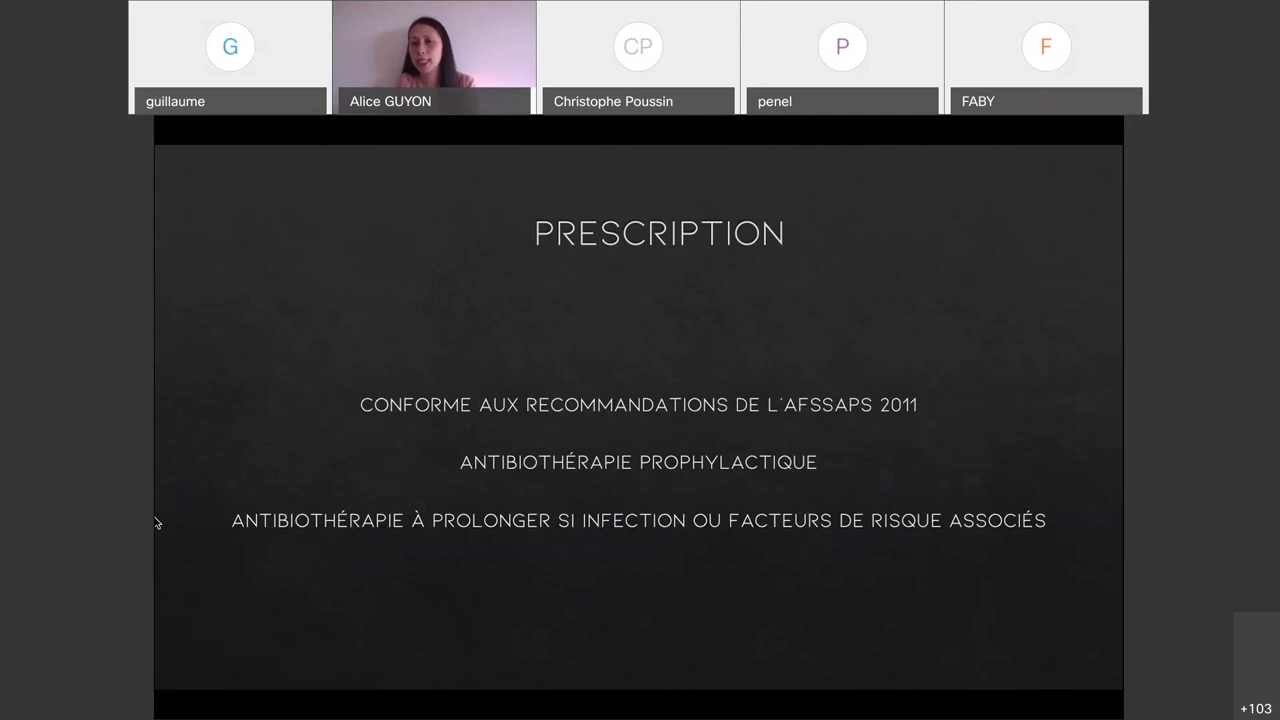 G
CP
P
F
guillaume
Alice GUYON
Christophe Poussin
penel
FABY
PRESCRIPTION
CONFORME AUX RECOMMANDATIONS DE L'AFSSAPS 2011
ANTIBIOTHÉRAPIE PROPHYLACTIQUE
ANTIBIOTHÉRAPIE À PROLONGER SI INFECTION OU FACTEURS DE RISQUE ASSOCIÉS
+103